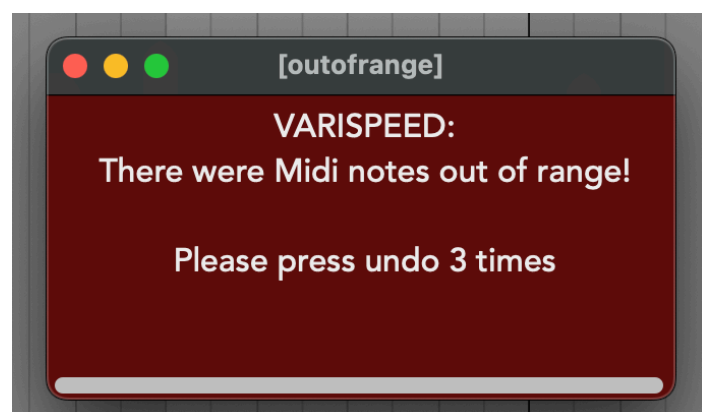 [outofrange]
VARISPEED:
There were Midi notes out of range!
Please press undo 3 times